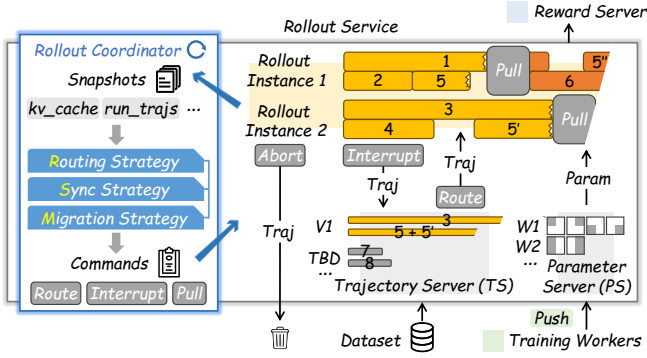 Rollout Service
Reward Server
Rollout Coordinator
Snapshots
kv_cache run_trajs ...
Routing Strategy
Sync Strategy
Migration Strategy
Commands
Route Interrupt Pull
Rollout
Instance 1
1
2
5
Pull
5''
6
Rollout
Instance 2
3
4
5'
Pull
Abort
Interrupt
Traj
Route
Traj
Traj
Param
V1
3
5 + 5'
TBD
7
8
...
Trajectory Server (TS)
W1
W2
...
Parameter
Server (PS)
Dataset
Push
Training Workers